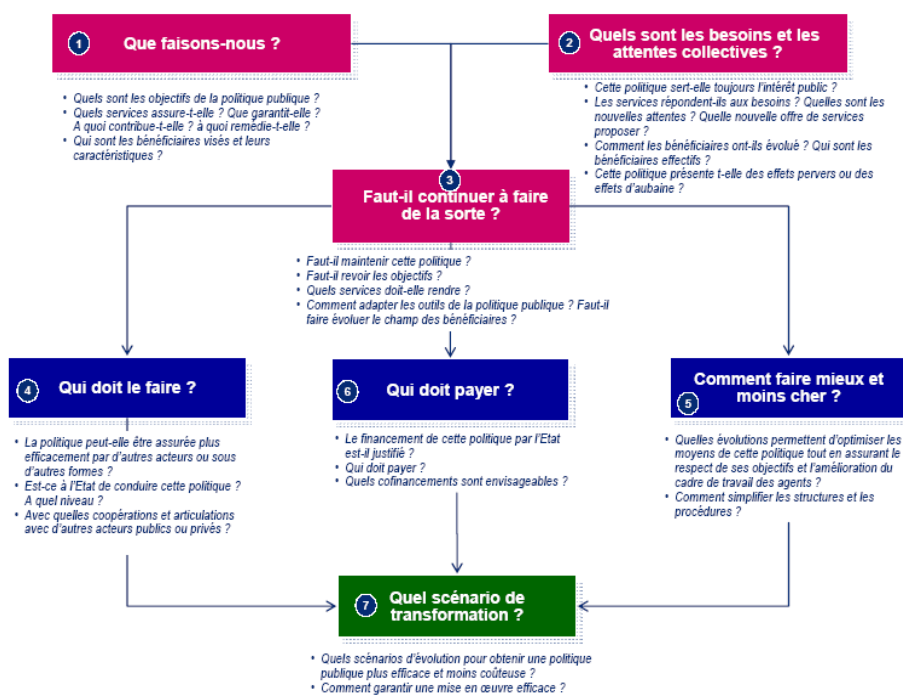 1
Que faisons-nous ?
2
Quels sont les besoins et les
attentes collectives ?
• Quels sont les objectifs de la politique publique ?
• Quels services assure-t-elle ? Que garantit-elle ?
A quoi contribue-t-elle ? à quoi remédie-t-elle ?
• Qui sont les bénéficiaires visés et leurs
caractéristiques ?
• Cette politique sert-elle toujours l'intérêt public ?
• Les services répondent-ils aux besoins ? Quelles sont les
nouvelles attentes ? Quelle nouvelle offre de services
proposer ?
• Comment les bénéficiaires ont-ils évolué ? Qui sont les
bénéficiaires effectifs ?
• Cette politique présente t-elle des effets pervers ou des
effets d'aubaine ?
3
Faut-il continuer à faire
de la sorte ?
• Faut-il maintenir cette politique ?
• Faut-il revoir les objectifs ?
• Quels services doit-elle rendre ?
• Comment adapter les outils de la politique publique ? Faut-il
faire évoluer le champ des bénéficiaires ?
4
Qui doit le faire ?
• La politique peut-elle être assurée plus
efficacement par d'autres acteurs ou sous
d'autres formes ?
• Est-ce à l'Etat de conduire cette politique ?
A quel niveau ?
• Avec quelles coopérations et articulations
avec d'autres acteurs publics ou privés ?
6
Qui doit payer ?
• Le financement de cette politique par l'Etat
est-il justifié ?
• Qui doit payer ?
• Quels cofinancements sont envisageables ?
Comment faire mieux et
moins cher ?
5
• Quelles évolutions permettent d'optimiser les
moyens de cette politique tout en assurant le
respect de ses objectifs et l'amélioration du
cadre de travail des agents ?
• Comment simplifier les structures et les
procédures ?
7
Quel scénario de
transformation ?
• Quels scénarios d'évolution pour obtenir une politique
publique plus efficace et moins coûteuse ?
• Comment garantir une mise en œuvre efficace ?